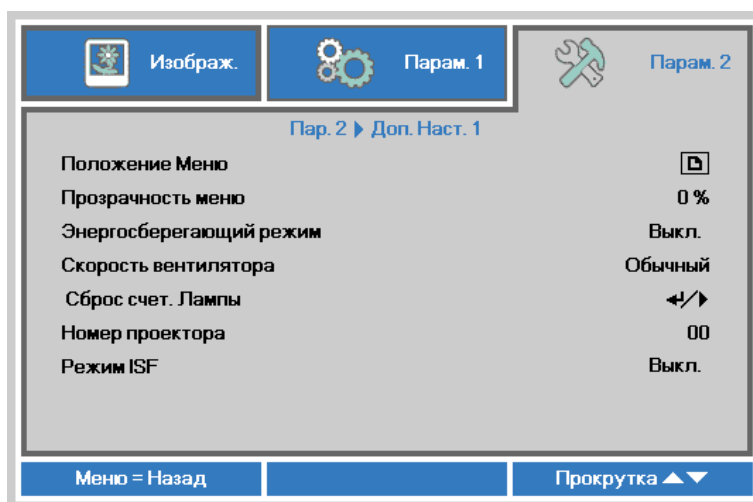 Изображ. Парам. 1 Парам. 2
Пар. 2 ▶ Доп. Наст. 1
Положение Меню
Прозрачность меню 0 %
Энергосберегающий режим Выкл.
Скорость вентилятора Обычный
Сброс счет. Лампы ↵/▶
Номер проектора 00
Режим ISF Выкл.
Меню = Назад Прокрутка ▲▼